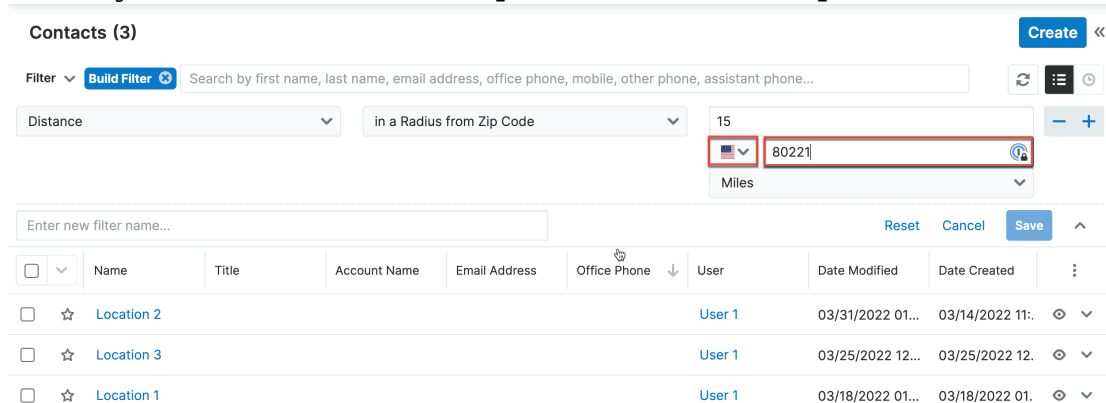 Contacts (3)
Create
Filter
Build Filter
Search by first name, last name, email address, office phone, mobile, other phone, assistant phone...
Distance
in a Radius from Zip Code
15
80221
Miles
Enter new filter name...
Reset
Cancel
Save
Name
Title
Account Name
Email Address
Office Phone
User
Date Modified
Date Created
Location 2
User 1
03/31/2022 01...
03/14/2022 11:.
Location 3
User 1
03/25/2022 12...
03/25/2022 12.
Location 1
User 1
03/18/2022 01...
03/18/2022 01.